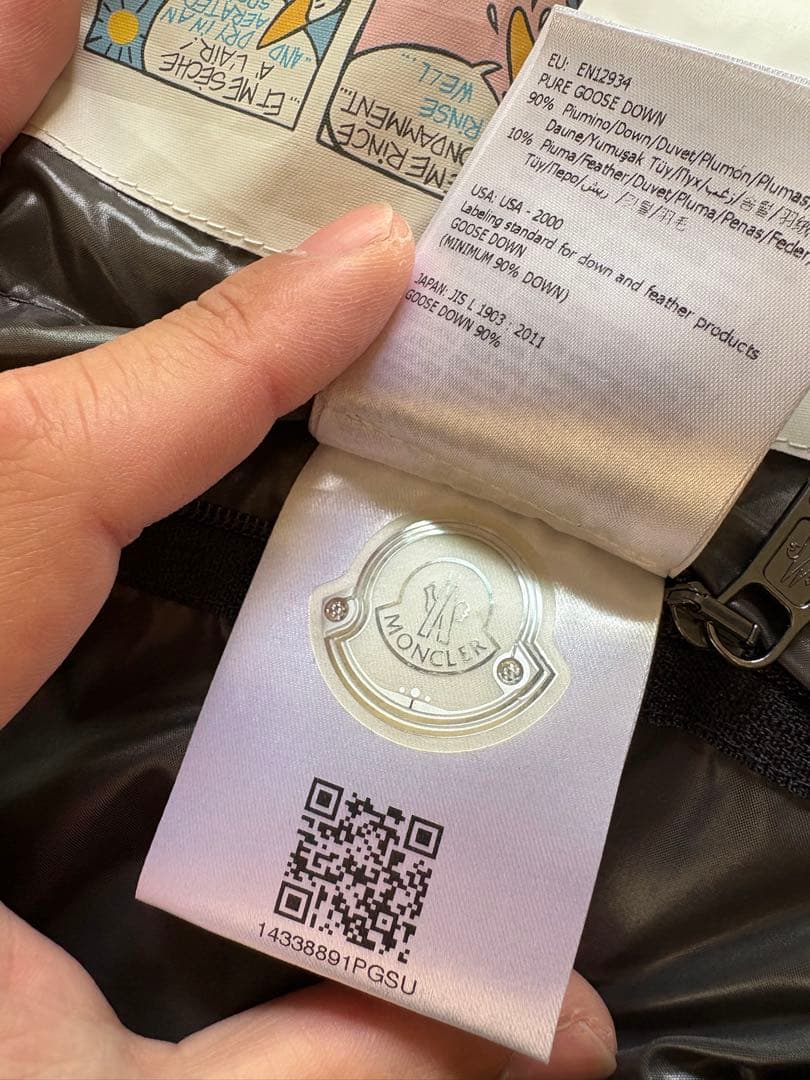 ...ET ME SÈCHE
À L'AIR!
...AND DRY IN AN
AERATED
ME RINCE
ONDAMMENT...
RINSE
WELL...
EU: EN12934
PURE GOOSE DOWN
90% Piumino/Down/Duvet/Plumón/Plumas/
Daune/Yumuşak Tüy/Пух/زغب/솜털/羽绒
10% Piuma/Feather/Duvet/Pluma/Penas/Feder
Tüy/Перо/ريش/깃털/羽毛
USA: USA - 2000
Labeling standard for down and feather products
GOOSE DOWN
(MINIMUM 90% DOWN)
JAPAN: JIS L 1903 : 2011
GOOSE DOWN 90%
MONCLER
14338891PGSU